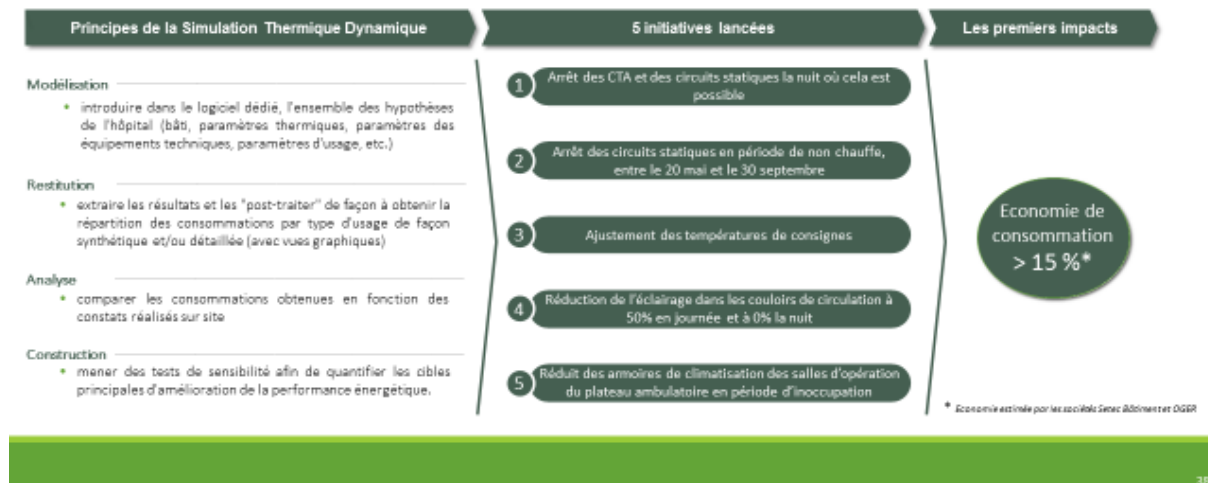 Principes de la Simulation Thermique Dynamique
5 initiatives lancées
Les premiers impacts
Modélisation
• introduire dans le logiciel dédié, l'ensemble des hypothèses
de l'hôpital (bâti, paramètres thermiques, paramètres des
équipements techniques, paramètres d'usage, etc.)
Restitution
• extraire les résultats et les "post-traiter" de façon à obtenir la
répartition des consommations par type d'usage de façon
synthétique et/ou détaillée (avec vues graphiques)
Analyse
• comparer les consommations obtenues en fonction des
constats réalisés sur site
Construction
• mener des tests de sensibilité afin de quantifier les cibles
principales d'amélioration de la performance énergétique.
1
Arrêt des CTA et des circuits statiques la nuit où cela est
possible
2
Arrêt des circuits statiques en période de non chauffe,
entre le 20 mai et le 30 septembre
3
Ajustement des températures de consignes
4
Réduction de l'éclairage dans les couloirs de circulation à
50% en journée et à 0% la nuit
5
Réduit des armoires de climatisation des salles d'opération
du plateau ambulatoire en période d'inoccupation
Economie de
consommation
> 15 %*
* Economie estimée par les sociétés Setec Bâtiment et OGER